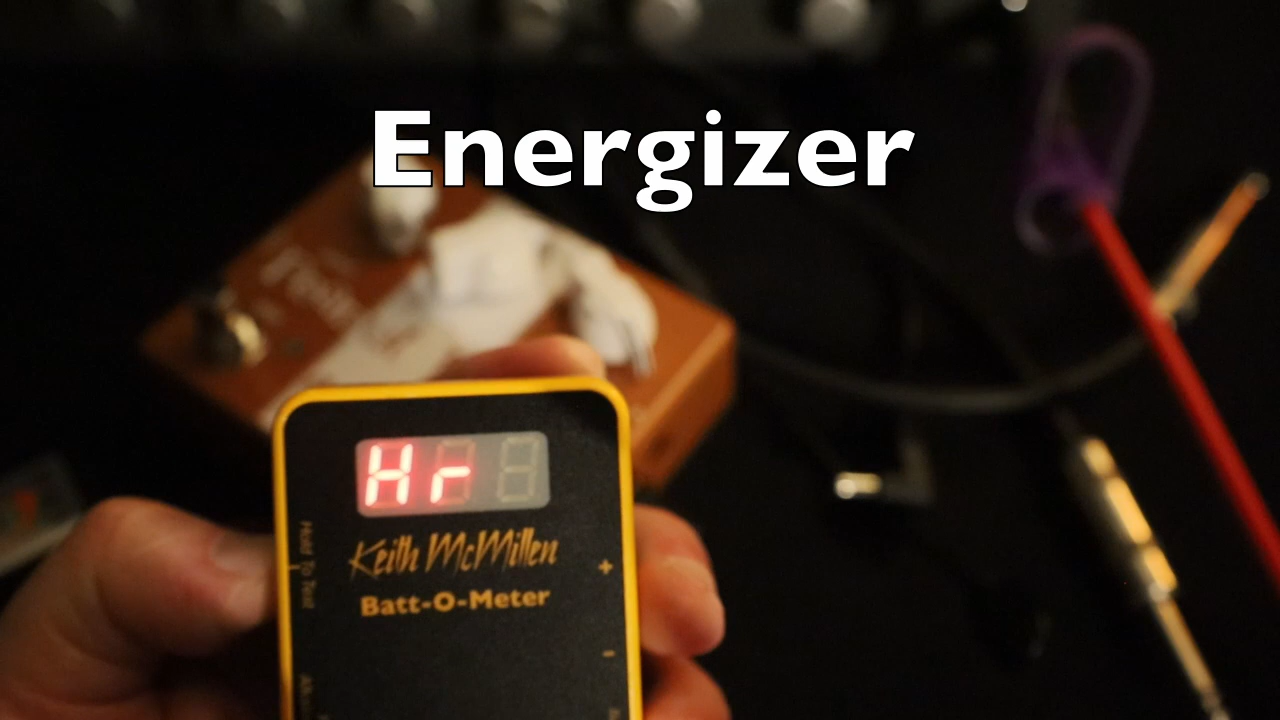 Energizer
Hr
Keith McMillen
Batt-O-Meter
+
Hold To Test
-